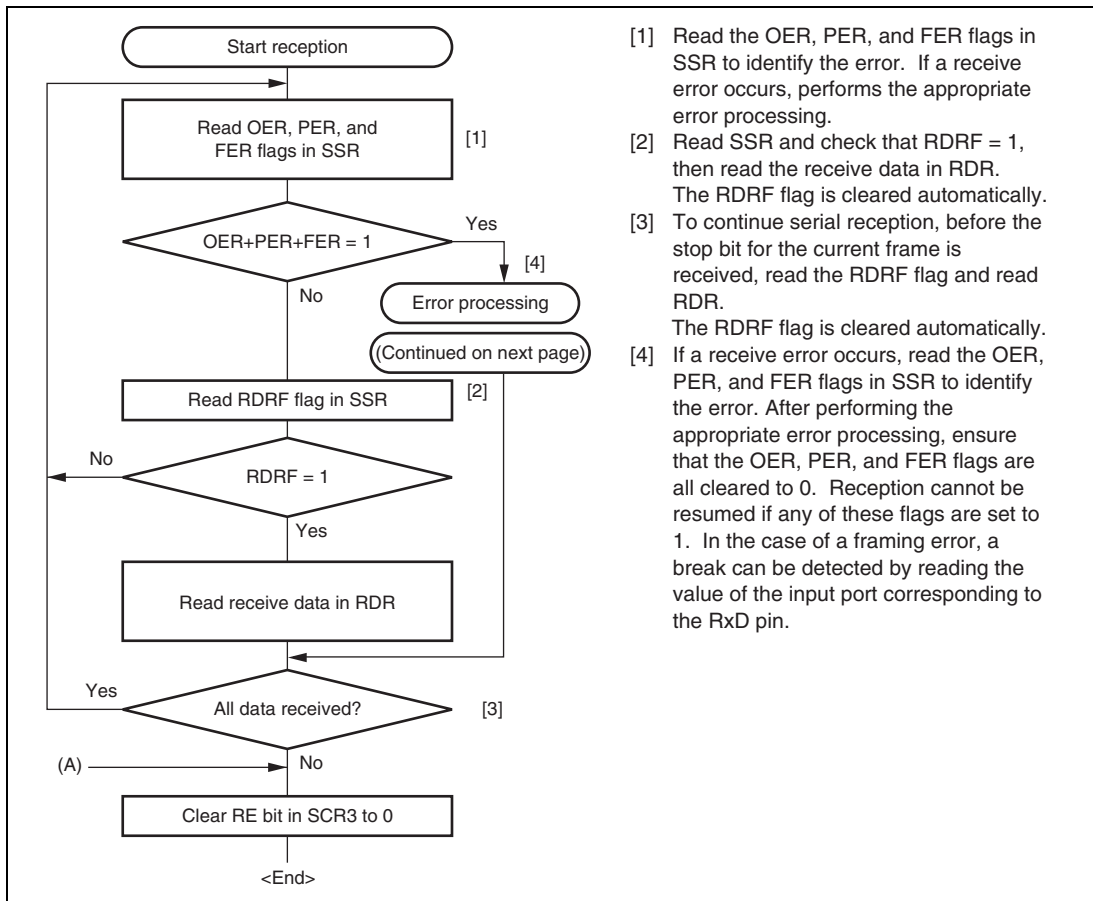 Start reception
Read OER, PER, and
FER flags in SSR
[1]
OER+PER+FER = 1
Yes
[4]
No
Error processing
(Continued on next page)
Read RDRF flag in SSR
[2]
No
RDRF = 1
Yes
Read receive data in RDR
Yes
All data received?
[3]
(A)
No
Clear RE bit in SCR3 to 0
<End>
[1] Read the OER, PER, and FER flags in
SSR to identify the error. If a receive
error occurs, performs the appropriate
error processing.
[2] Read SSR and check that RDRF = 1,
then read the receive data in RDR.
The RDRF flag is cleared automatically.
[3] To continue serial reception, before the
stop bit for the current frame is
received, read the RDRF flag and read
RDR.
The RDRF flag is cleared automatically.
[4] If a receive error occurs, read the OER,
PER, and FER flags in SSR to identify
the error. After performing the
appropriate error processing, ensure
that the OER, PER, and FER flags are
all cleared to 0. Reception cannot be
resumed if any of these flags are set to
1. In the case of a framing error, a
break can be detected by reading the
value of the input port corresponding to
the RxD pin.